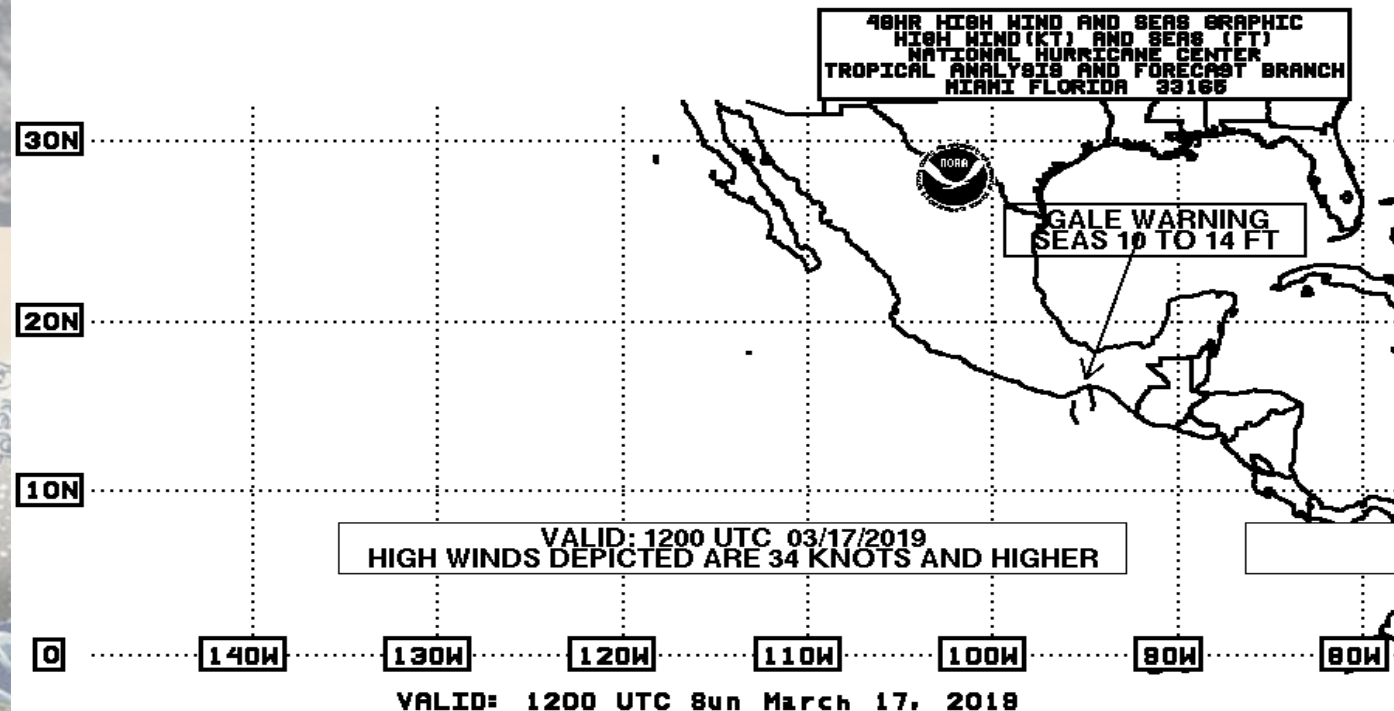 48HR HIGH WIND AND SEAS GRAPHIC
HIGH WIND(KT) AND SEAS (FT)
NATIONAL HURRICANE CENTER
TROPICAL ANALYSIS AND FORECAST BRANCH
MIAMI FLORIDA 33165
30N
NOAA
GALE WARNING
SEAS 10 TO 14 FT
20N
10N
VALID: 1200 UTC 03/17/2019
HIGH WINDS DEPICTED ARE 34 KNOTS AND HIGHER
0
140W
130W
120W
110W
100W
90W
80W
VALID: 1200 UTC Sun March 17, 2019